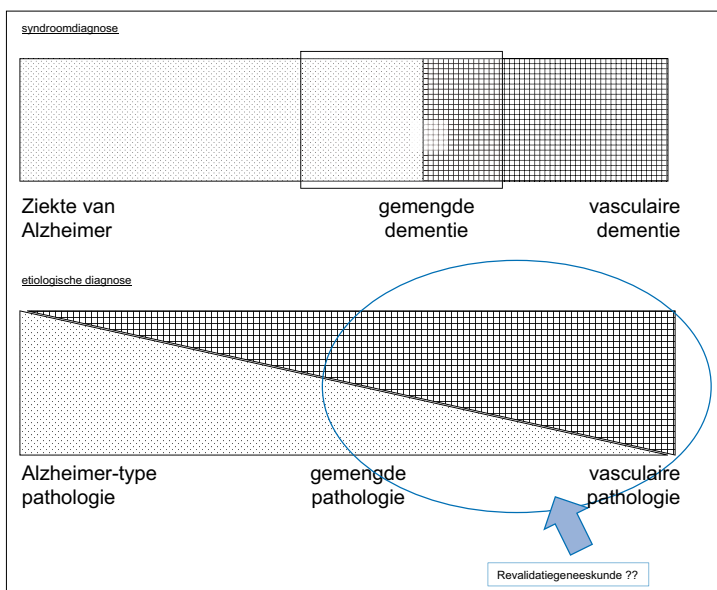 syndroomdiagnose
Ziekte van
Alzheimer
gemengde
dementie
vasculaire
dementie
etiologische diagnose
Alzheimer-type
pathologie
gemengde
pathologie
vasculaire
pathologie
Revalidatiegeneeskunde ??